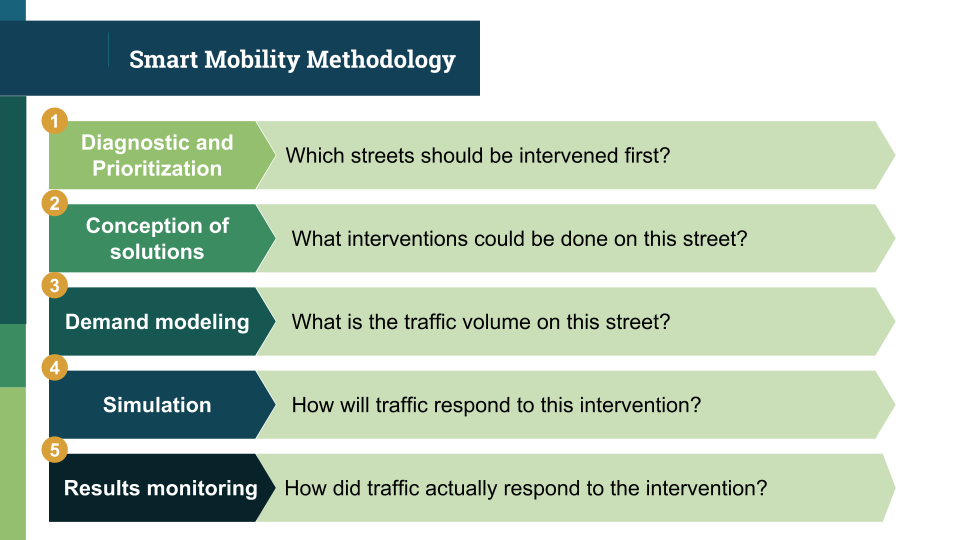 Smart Mobility Methodology
1
Diagnostic and
Prioritization
Which streets should be intervened first?
2
Conception of
solutions
What interventions could be done on this street?
3
Demand modeling
What is the traffic volume on this street?
4
Simulation
How will traffic respond to this intervention?
5
Results monitoring
How did traffic actually respond to the intervention?